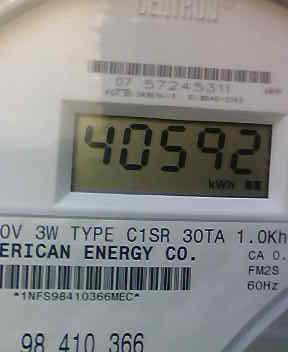 CENTRON
07 57245311
40592
kWh
0V 3W TYPE C1SR 30TA 1.0Kh
ERICAN ENERGY CO.
CA 0.
FM2S
60Hz
*1NFS98410366MEC*
98 410 366